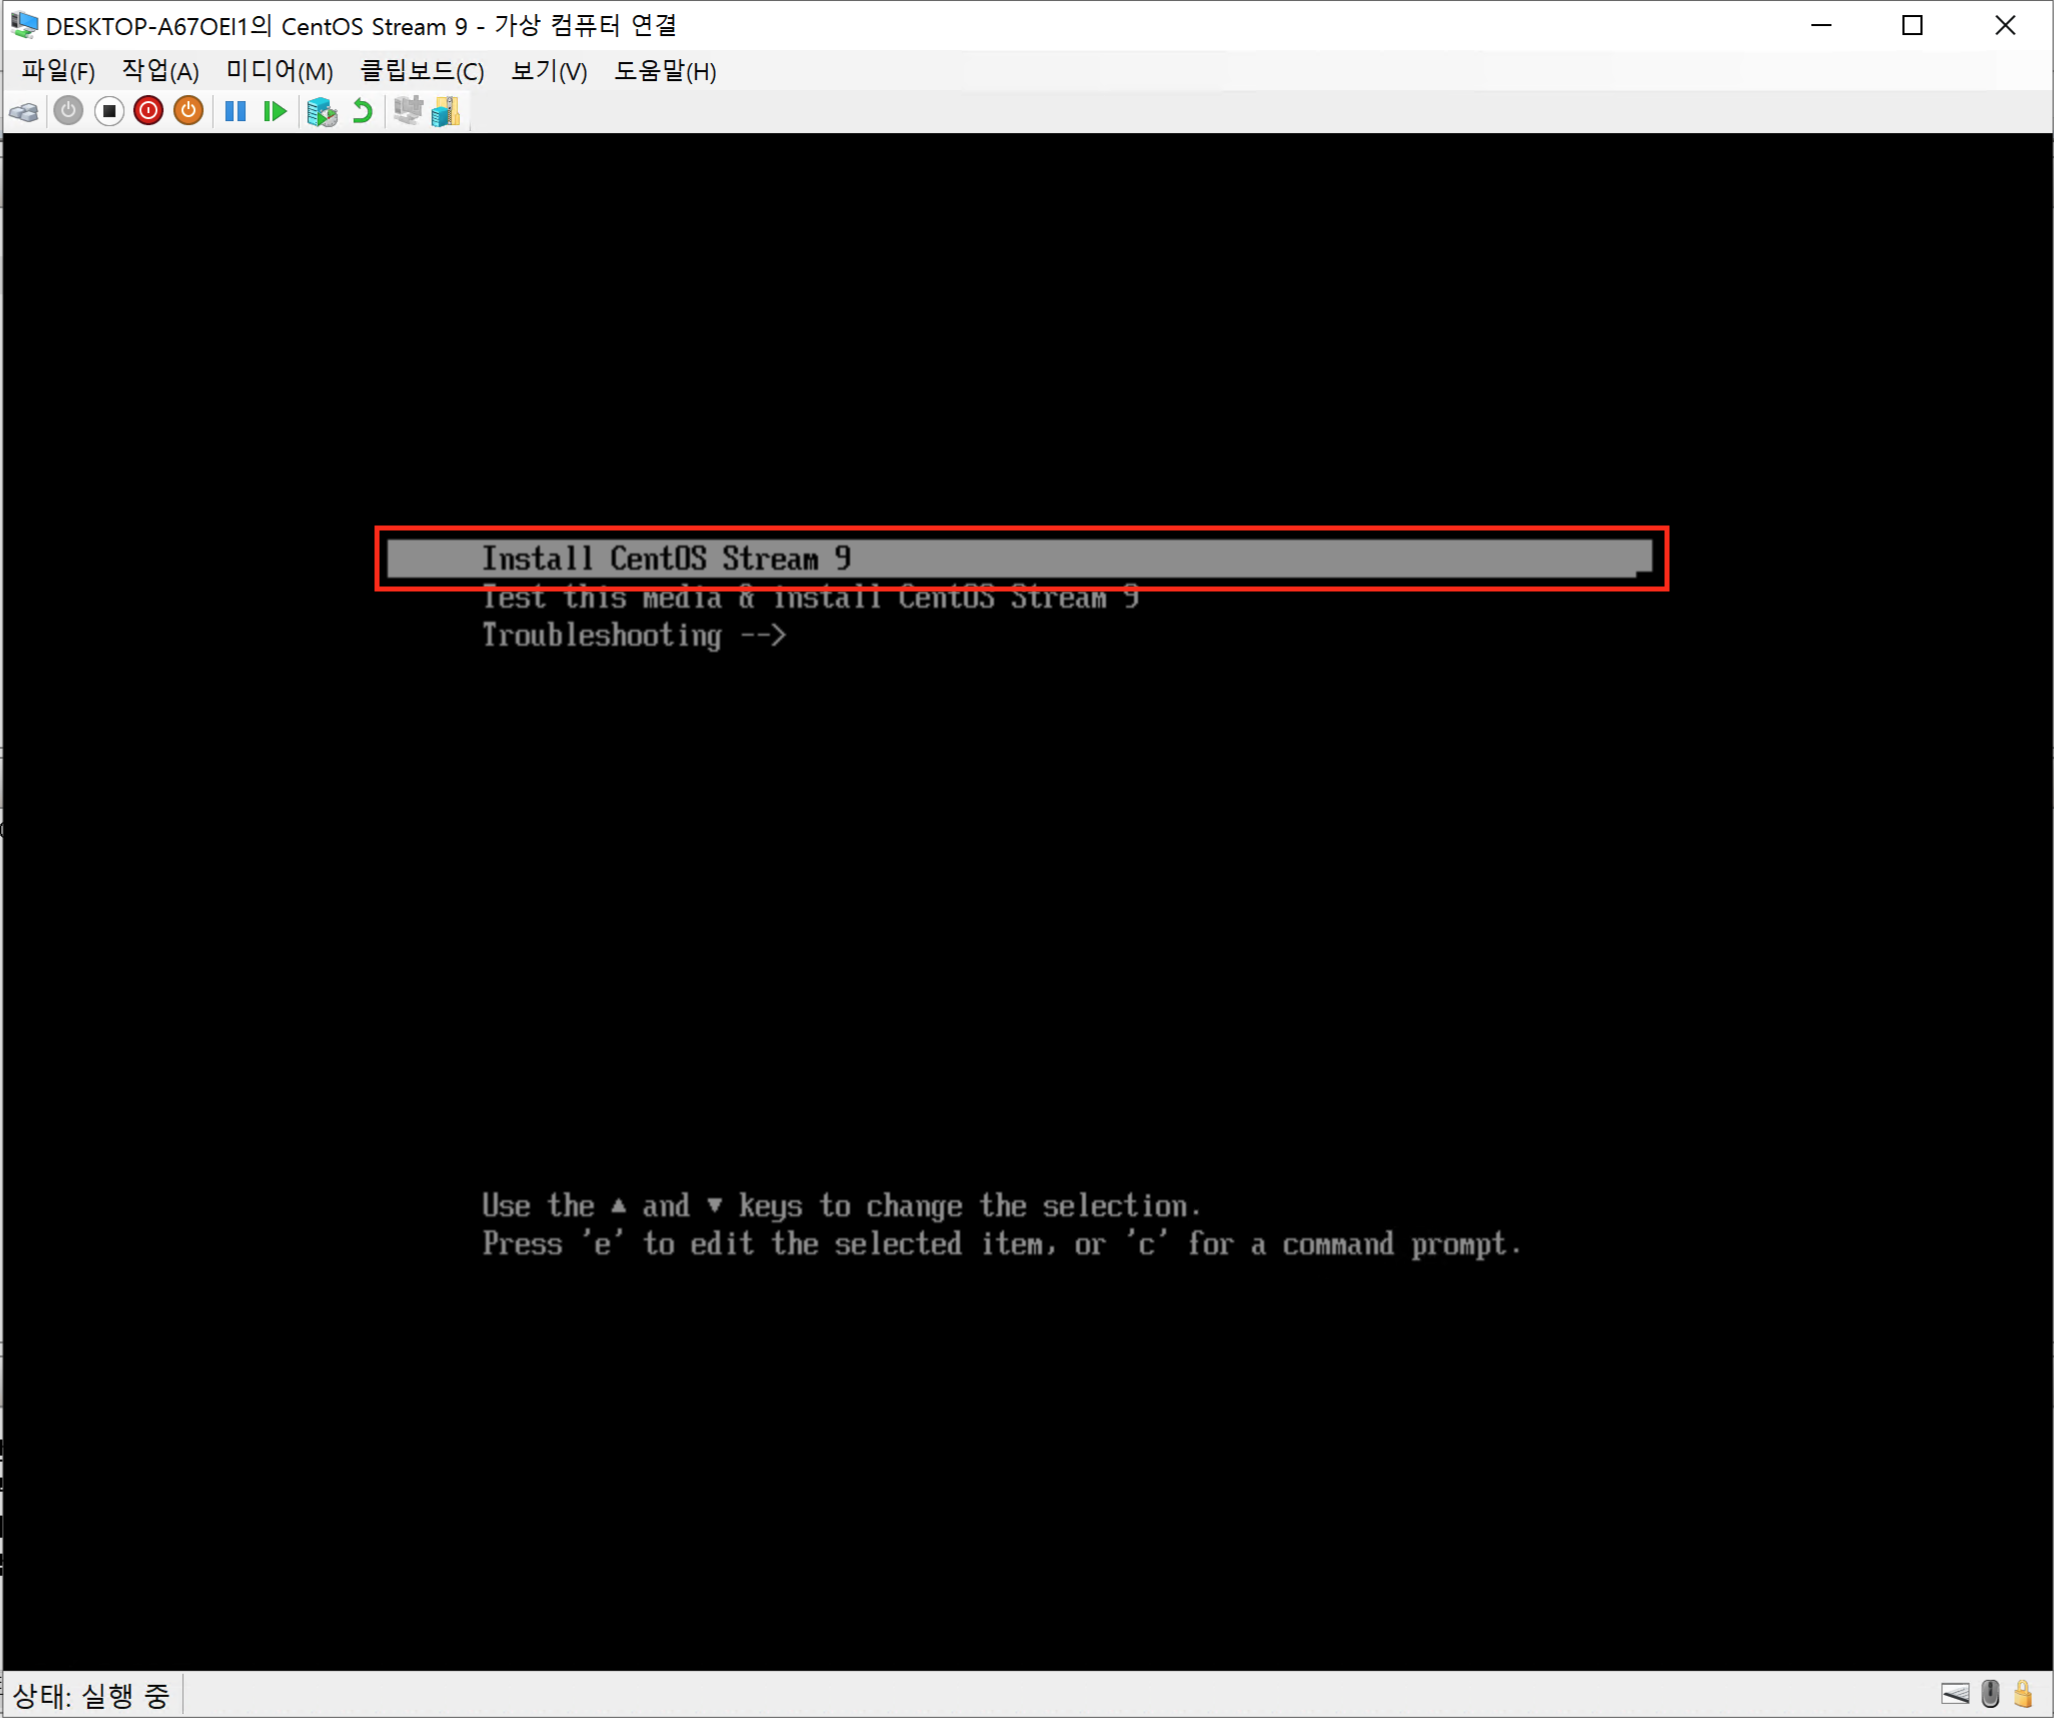 DESKTOP-A67OEI1의 CentOS Stream 9 - 가상 컴퓨터 연결
파일(F) 작업(A) 미디어(M) 클립보드(C) 보기(V) 도움말(H)
Install CentOS Stream 9
Test this media & install CentOS Stream 9
Troubleshooting -->
Use the ▲ and ▼ keys to change the selection.
Press 'e' to edit the selected item, or 'c' for a command prompt.
상태: 실행 중